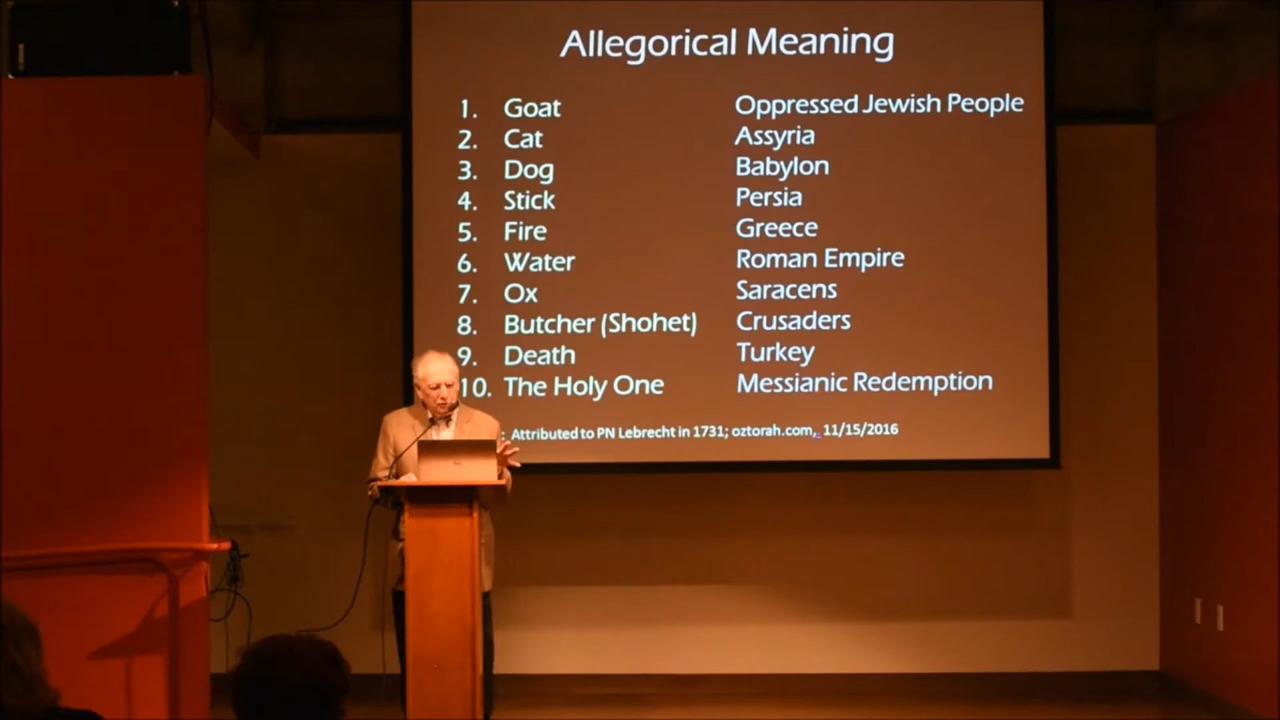 Allegorical Meaning
1. Goat Oppressed Jewish People
2. Cat Assyria
3. Dog Babylon
4. Stick Persia
5. Fire Greece
6. Water Roman Empire
7. Ox Saracens
8. Butcher (Shohet) Crusaders
9. Death Turkey
10. The Holy One Messianic Redemption
: Attributed to PN Lebrecht in 1731; oztorah.com, 11/15/2016